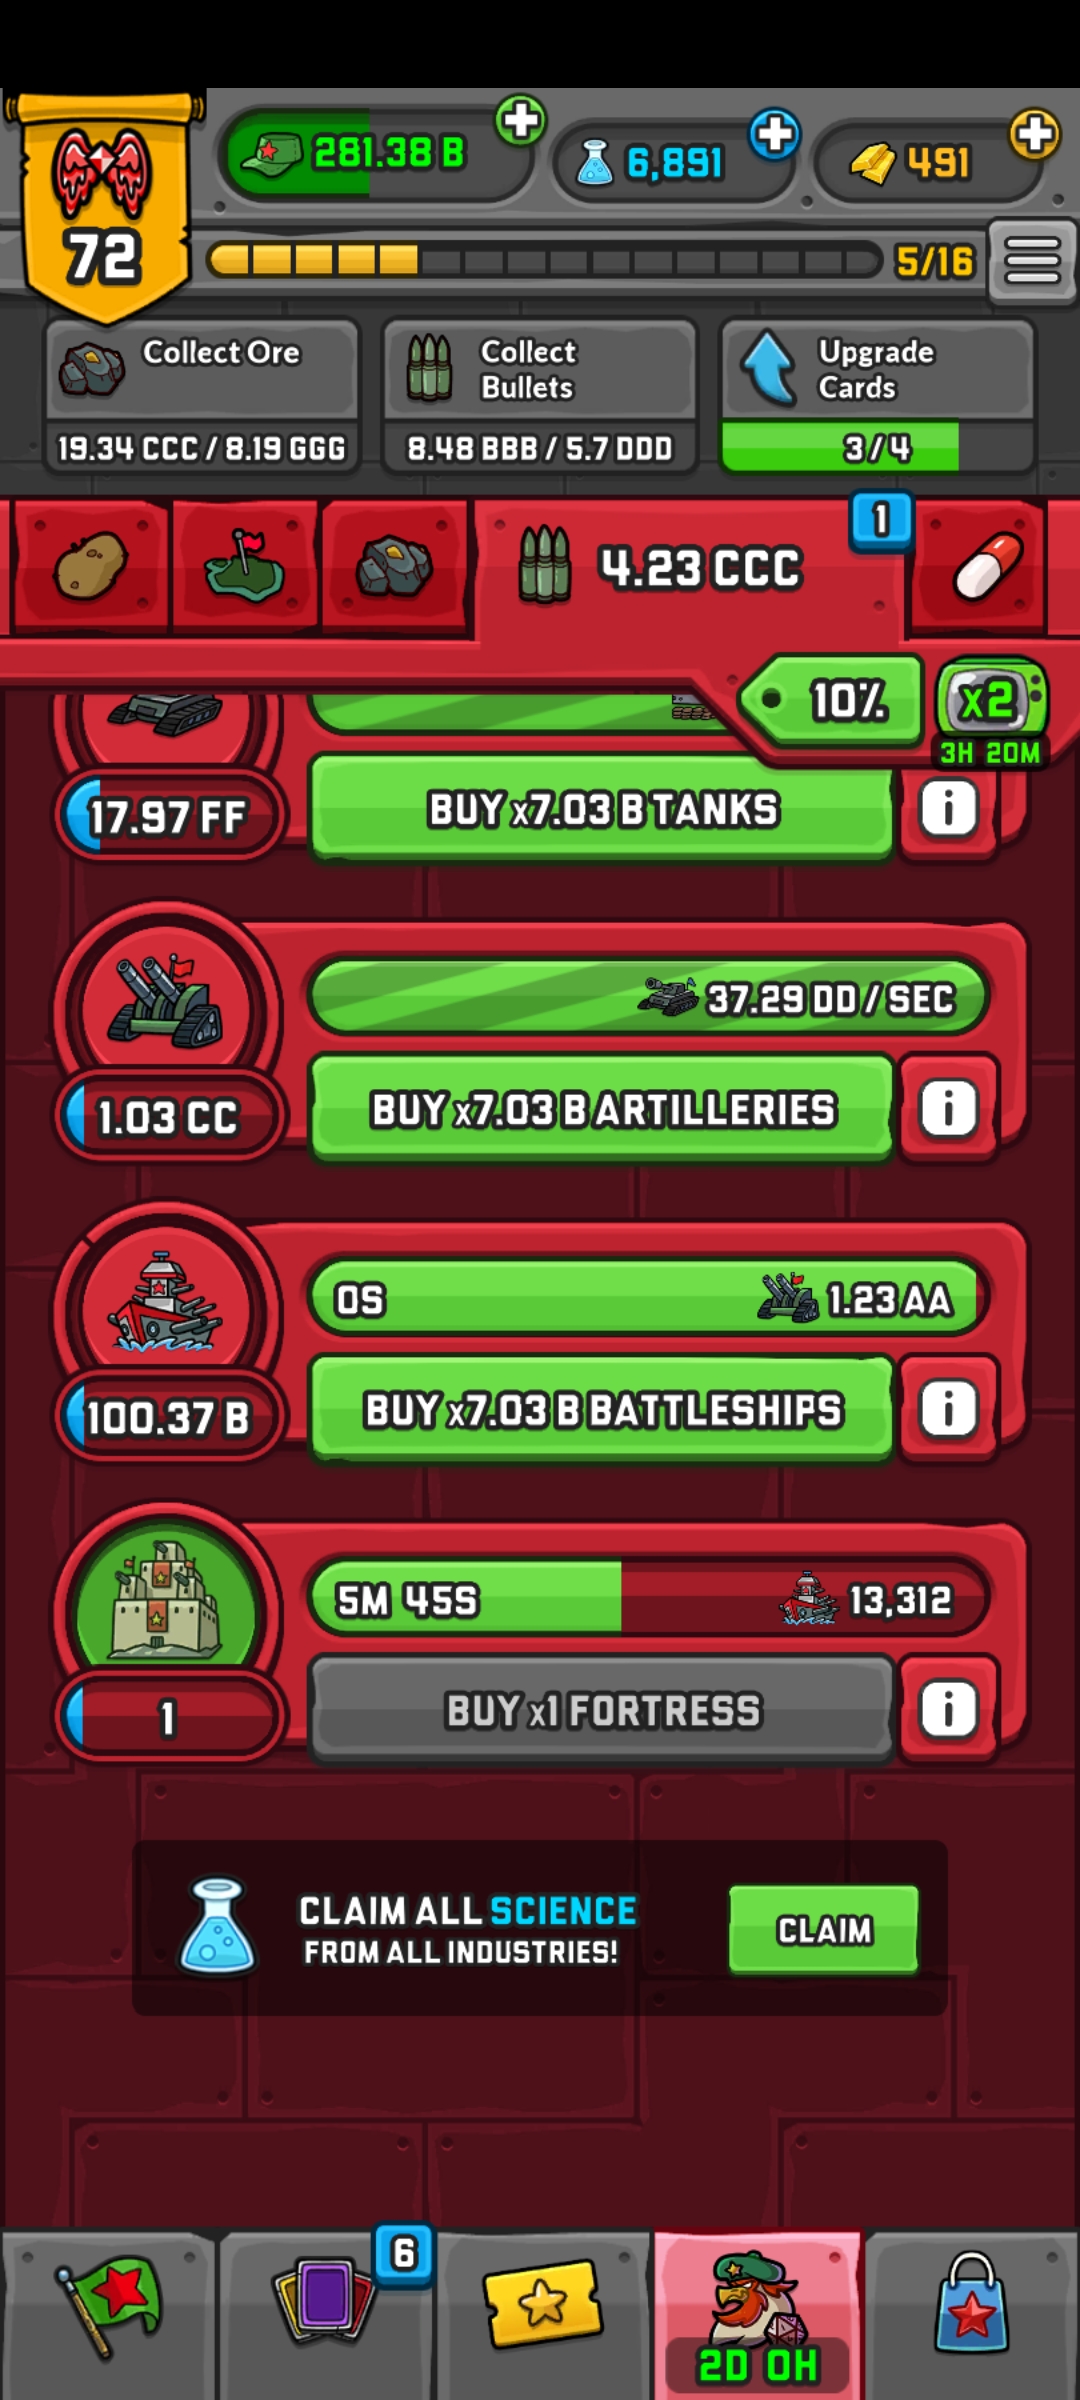 281.38 B
6,891
491
72
5/16
Collect Ore
19.34 CCC / 8.19 GGG
Collect
Bullets
8.48 BBB / 5.7 DDD
Upgrade
Cards
3/4
4.23 CCC
1
10%
x2
3H 20M
17.97 FF
BUY x7.03 B TANKS
i
37.29 DD / SEC
1.03 CC
BUY x7.03 B ARTILLERIES
i
0S
1.23 AA
100.37 B
BUY x7.03 B BATTLESHIPS
i
5M 45S
13,312
1
BUY x1 FORTRESS
i
CLAIM ALL SCIENCE
FROM ALL INDUSTRIES!
CLAIM
6
2D 0H